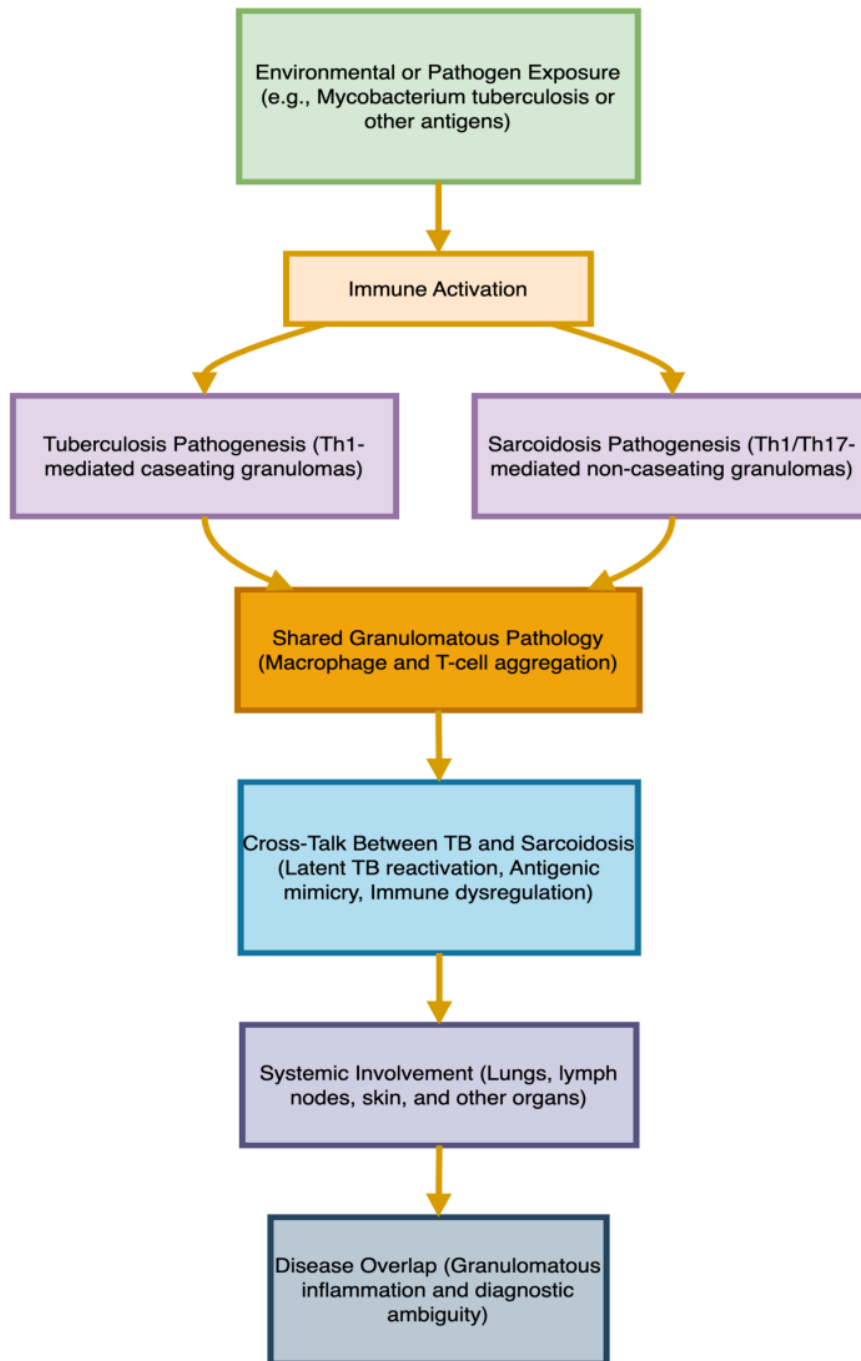 Environmental or Pathogen Exposure
(e.g., Mycobacterium tuberculosis or
other antigens)
Immune Activation
Tuberculosis Pathogenesis (Th1-
mediated caseating granulomas)
Sarcoidosis Pathogenesis (Th1/Th17-
mediated non-caseating granulomas)
Shared Granulomatous Pathology
(Macrophage and T-cell aggregation)
Cross-Talk Between TB and Sarcoidosis
(Latent TB reactivation, Antigenic
mimicry, Immune dysregulation)
Systemic Involvement (Lungs, lymph
nodes, skin, and other organs)
Disease Overlap (Granulomatous
inflammation and diagnostic
ambiguity)